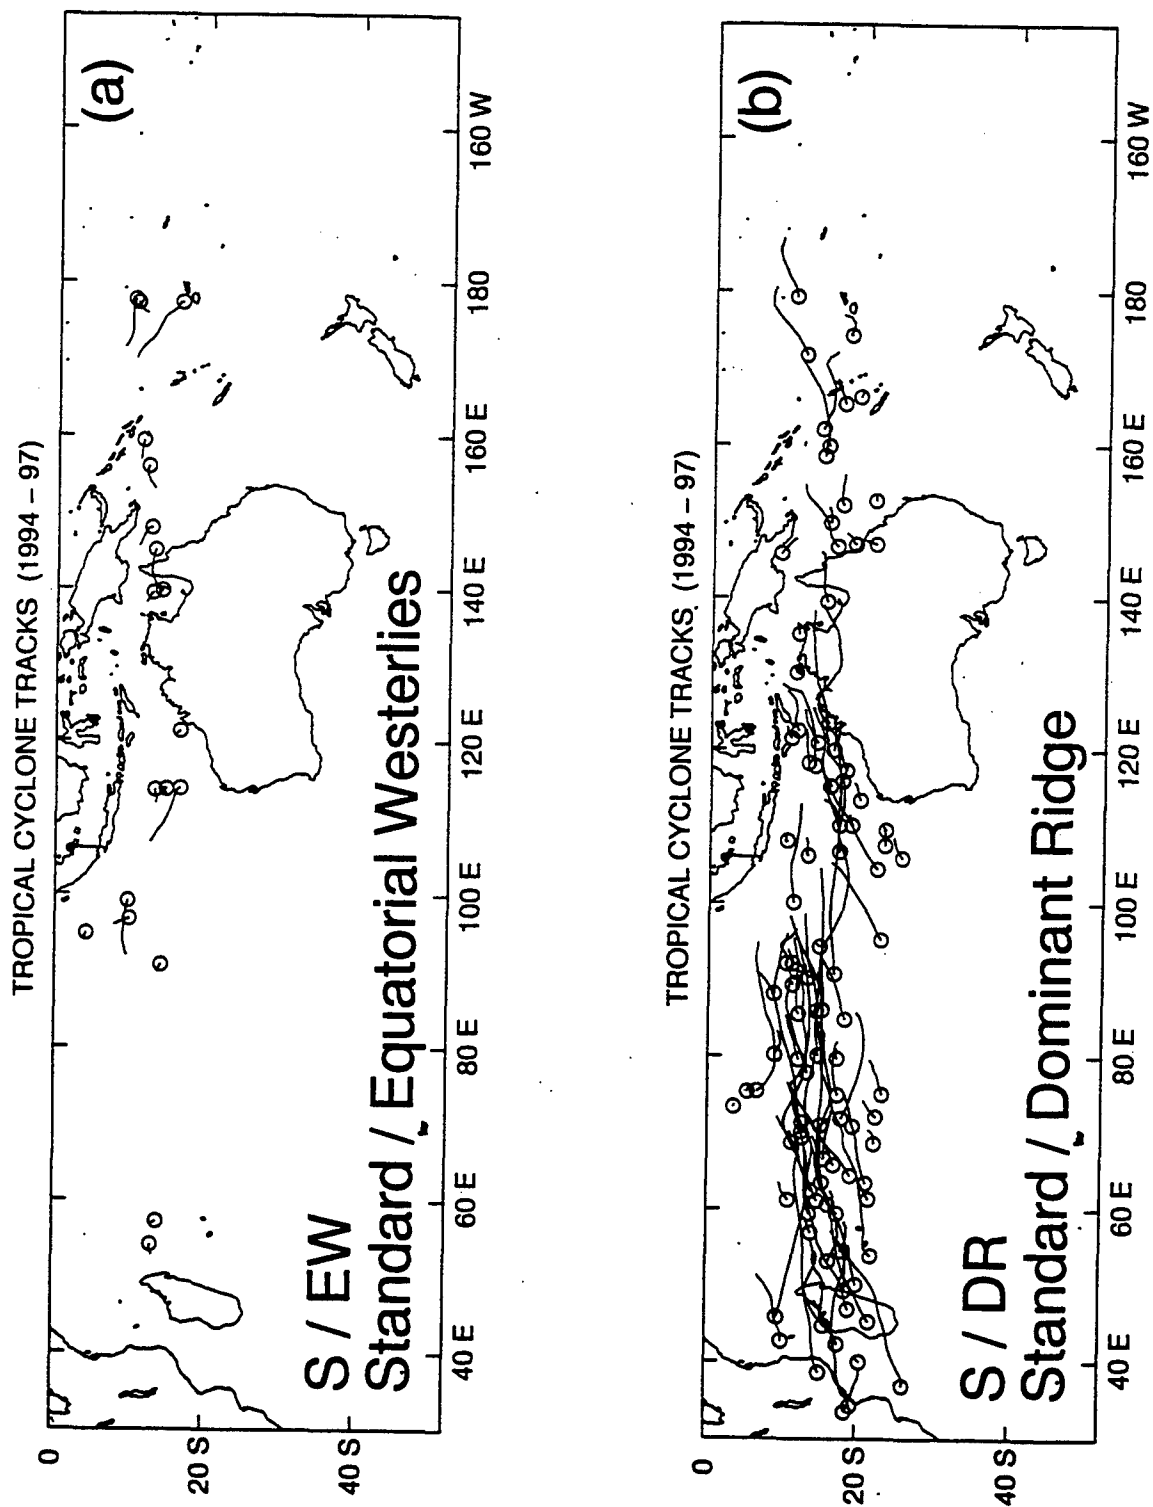 TROPICAL CYCLONE TRACKS (1994 – 97)
(a)
0
20 S
40 S
S / EW
Standard / Equatorial Westerlies
40 E
60 E
80 E
100 E
120 E
140 E
160 E
180
160 W
TROPICAL CYCLONE TRACKS (1994 – 97)
(b)
0
20 S
40 S
S / DR
Standard / Dominant Ridge
40 E
60 E
80 E
100 E
120 E
140 E
160 E
180
160 W